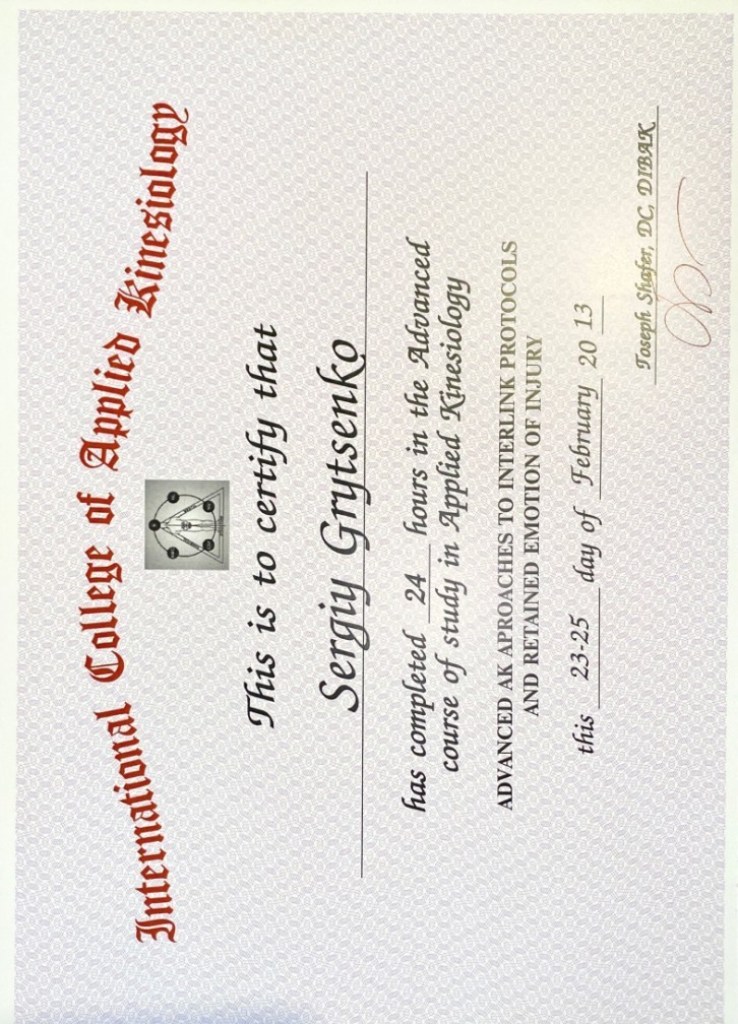 International College of Applied Kinesiology
This is to certify that
Sergiy Grytsenko
has completed 24 hours in the Advanced
course of study in Applied Kinesiology
ADVANCED AK APROACHES TO INTERLINK PROTOCOLS
AND RETAINED EMOTION OF INJURY
this 23-25 day of February 20 13
Joseph Shafer, DC, DIBAK